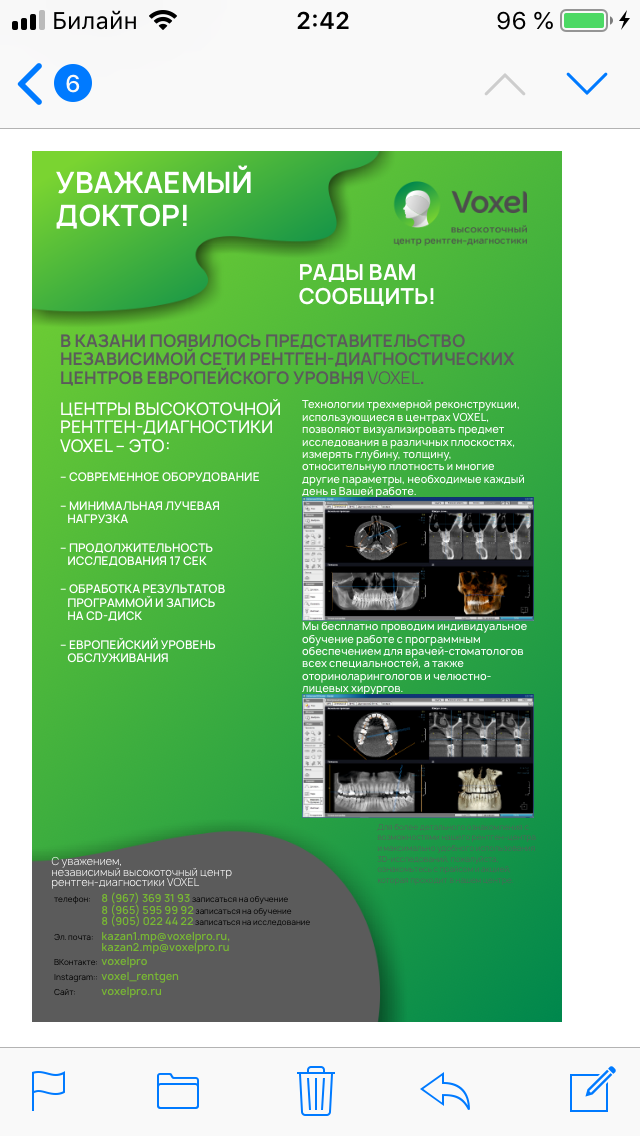 Билайн
2:42
96 %
6
УВАЖАЕМЫЙ
ДОКТОР!
Voxel
высокоточный
центр рентген-диагностики
РАДЫ ВАМ
СООБЩИТЬ!
В КАЗАНИ ПОЯВИЛОСЬ ПРЕДСТАВИТЕЛЬСТВО
НЕЗАВИСИМОЙ СЕТИ РЕНТГЕН-ДИАГНОСТИЧЕСКИХ
ЦЕНТРОВ ЕВРОПЕЙСКОГО УРОВНЯ VOXEL.
ЦЕНТРЫ ВЫСОКОТОЧНОЙ
РЕНТГЕН-ДИАГНОСТИКИ
VOXEL – ЭТО:
– СОВРЕМЕННОЕ ОБОРУДОВАНИЕ
– МИНИМАЛЬНАЯ ЛУЧЕВАЯ
НАГРУЗКА
– ПРОДОЛЖИТЕЛЬНОСТЬ
ИССЛЕДОВАНИЯ 17 СЕК
– ОБРАБОТКА РЕЗУЛЬТАТОВ
ПРОГРАММОЙ И ЗАПИСЬ
НА CD-ДИСК
– ЕВРОПЕЙСКИЙ УРОВЕНЬ
ОБСЛУЖИВАНИЯ
Технологии трехмерной реконструкции,
использующиеся в центрах VOXEL,
позволяют визуализировать предмет
исследования в различных плоскостях,
измерять глубину, толщину,
относительную плотность и многие
другие параметры, необходимые каждый
день в Вашей работе.
Мы бесплатно проводим индивидуальное
обучение работе с программным
обеспечением для врачей-стоматологов
всех специальностей, а также
оториноларингологов и челюстно-
лицевых хирургов.
С уважением,
независимый высокоточный центр
рентген-диагностики VOXEL
телефон: 8 (967) 369 31 93 записаться на обучение
8 (965) 595 99 92 записаться на обучение
8 (905) 022 44 22 записаться на исследование
Эл. почта: kazan1.mp@voxelpro.ru,
kazan2.mp@voxelpro.ru
ВКонтакте: voxelpro
Instagram:: voxel_rentgen
Сайт: voxelpro.ru